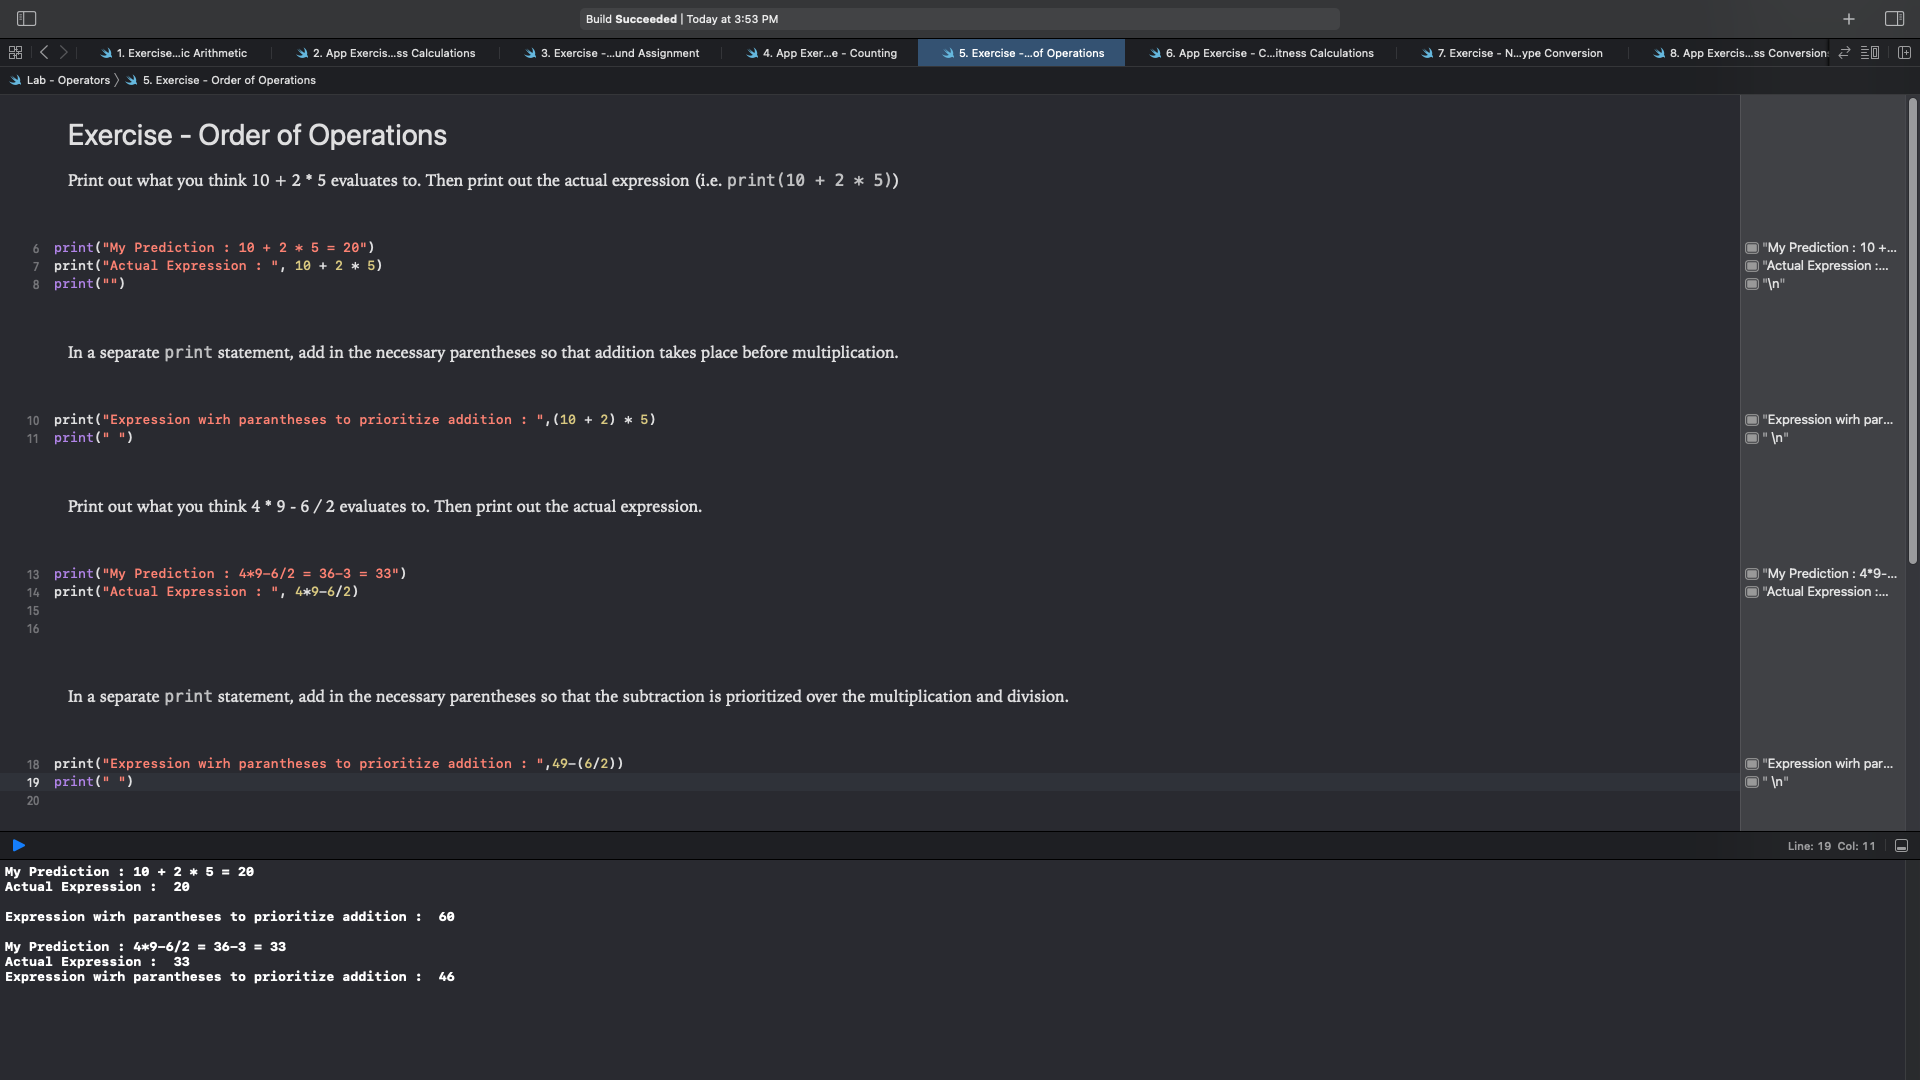 Build Succeeded | Today at 3:53 PM
1. Exercise...ic Arithmetic
2. App Exercis...ss Calculations
3. Exercise -...und Assignment
4. App Exer...e - Counting
5. Exercise -...of Operations
6. App Exercise - C...itness Calculations
7. Exercise - N...ype Conversion
8. App Exercis...ss Conversion
Lab - Operators 5. Exercise - Order of Operations
Exercise - Order of Operations
Print out what you think 10 + 2 * 5 evaluates to. Then print out the actual expression (i.e. print(10 + 2 * 5))
6 print("My Prediction : 10 + 2 * 5 = 20") "My Prediction : 10 +...
7 print("Actual Expression : ", 10 + 2 * 5) "Actual Expression :...
8 print("") "\n"
In a separate print statement, add in the necessary parentheses so that addition takes place before multiplication.
10 print("Expression wirh parantheses to prioritize addition : ",(10 + 2) * 5) "Expression wirh par...
11 print(" ") " \n"
Print out what you think 4 * 9 - 6 / 2 evaluates to. Then print out the actual expression.
13 print("My Prediction : 4*9-6/2 = 36-3 = 33") "My Prediction : 4*9-...
14 print("Actual Expression : ", 4*9-6/2) "Actual Expression :...
15
16
In a separate print statement, add in the necessary parentheses so that the subtraction is prioritized over the multiplication and division.
18 print("Expression wirh parantheses to prioritize addition : ",49-(6/2)) "Expression wirh par...
19 print(" ") " \n"
20
Line: 19 Col: 11
My Prediction : 10 + 2 * 5 = 20
Actual Expression :  20
Expression wirh parantheses to prioritize addition :  60
My Prediction : 4*9-6/2 = 36-3 = 33
Actual Expression :  33
Expression wirh parantheses to prioritize addition :  46